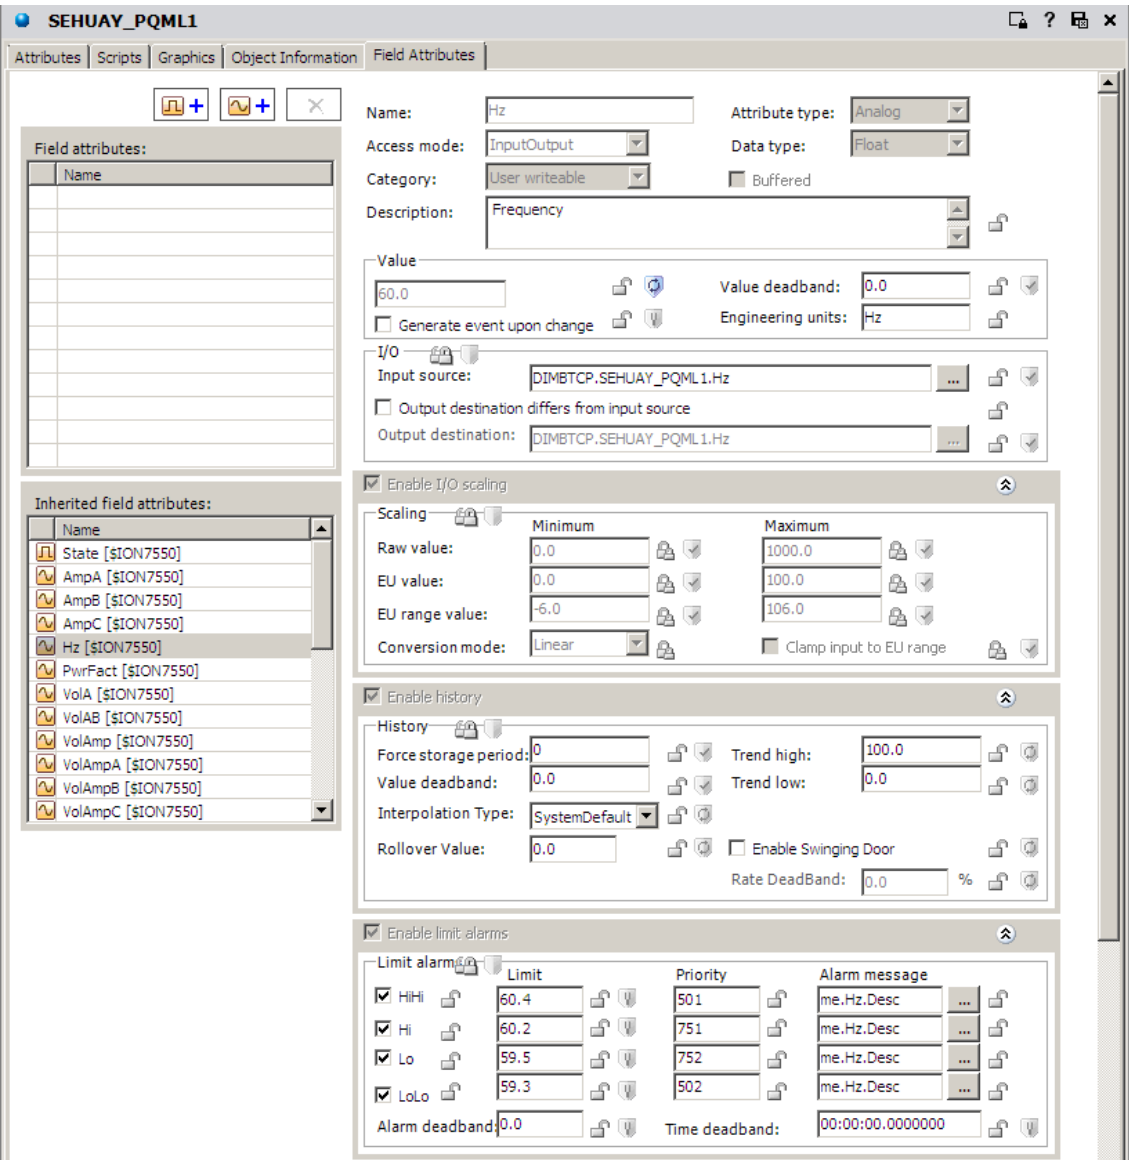 SEHUAY_PQML1
?
Attributes Scripts Graphics Object Information Field Attributes
Name: Hz Attribute type: Analog
Access mode: InputOutput Data type: Float
Category: User writeable Buffered
Description: Frequency
Field attributes:
Name
Value
60.0 Value deadband: 0.0
Generate event upon change Engineering units: Hz
I/O
Input source: DIMBTCP.SEHUAY_PQML1.Hz ...
Output destination differs from input source
Output destination: DIMBTCP.SEHUAY_PQML1.Hz ...
Inherited field attributes:
Name
State [$ION7550]
AmpA [$ION7550]
AmpB [$ION7550]
AmpC [$ION7550]
Hz [$ION7550]
PwrFact [$ION7550]
VolA [$ION7550]
VolAB [$ION7550]
VolAmp [$ION7550]
VolAmpA [$ION7550]
VolAmpB [$ION7550]
VolAmpC [$ION7550]
Enable I/O scaling
Scaling
Minimum Maximum
Raw value: 0.0 1000.0
EU value: 0.0 100.0
EU range value: -6.0 106.0
Conversion mode: Linear Clamp input to EU range
Enable history
History
Force storage period: 0 Trend high: 100.0
Value deadband: 0.0 Trend low: 0.0
Interpolation Type: SystemDefault
Rollover Value: 0.0 Enable Swinging Door
Rate DeadBand: 0.0 %
Enable limit alarms
Limit alarm
Limit Priority Alarm message
HiHi 60.4 501 me.Hz.Desc ...
Hi 60.2 751 me.Hz.Desc ...
Lo 59.5 752 me.Hz.Desc ...
LoLo 59.3 502 me.Hz.Desc ...
Alarm deadband: 0.0 Time deadband: 00:00:00.0000000